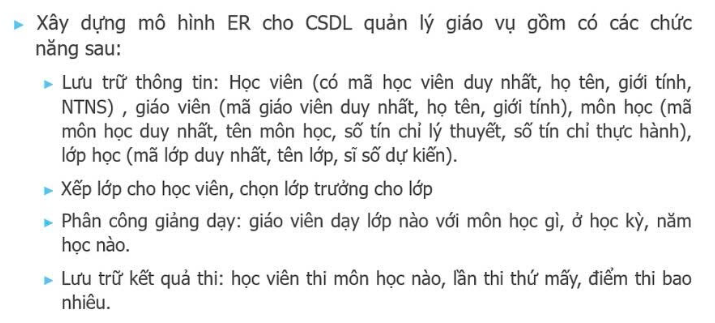 Xây dựng mô hình ER cho CSDL quản lý giáo vụ gồm có các chức
năng sau:
Lưu trữ thông tin: Học viên (có mã học viên duy nhất, họ tên, giới tính,
NTNS) , giáo viên (mã giáo viên duy nhất, họ tên, giới tính), môn học (mã
môn học duy nhất, tên môn học, số tín chỉ lý thuyết, số tín chỉ thực hành),
lớp học (mã lớp duy nhất, tên lớp, sĩ số dự kiến).
Xếp lớp cho học viên, chọn lớp trưởng cho lớp
Phân công giảng dạy: giáo viên dạy lớp nào với môn học gì, ở học kỳ, năm
học nào.
Lưu trữ kết quả thi: học viên thi môn học nào, lần thi thứ mấy, điểm thi bao
nhiêu.